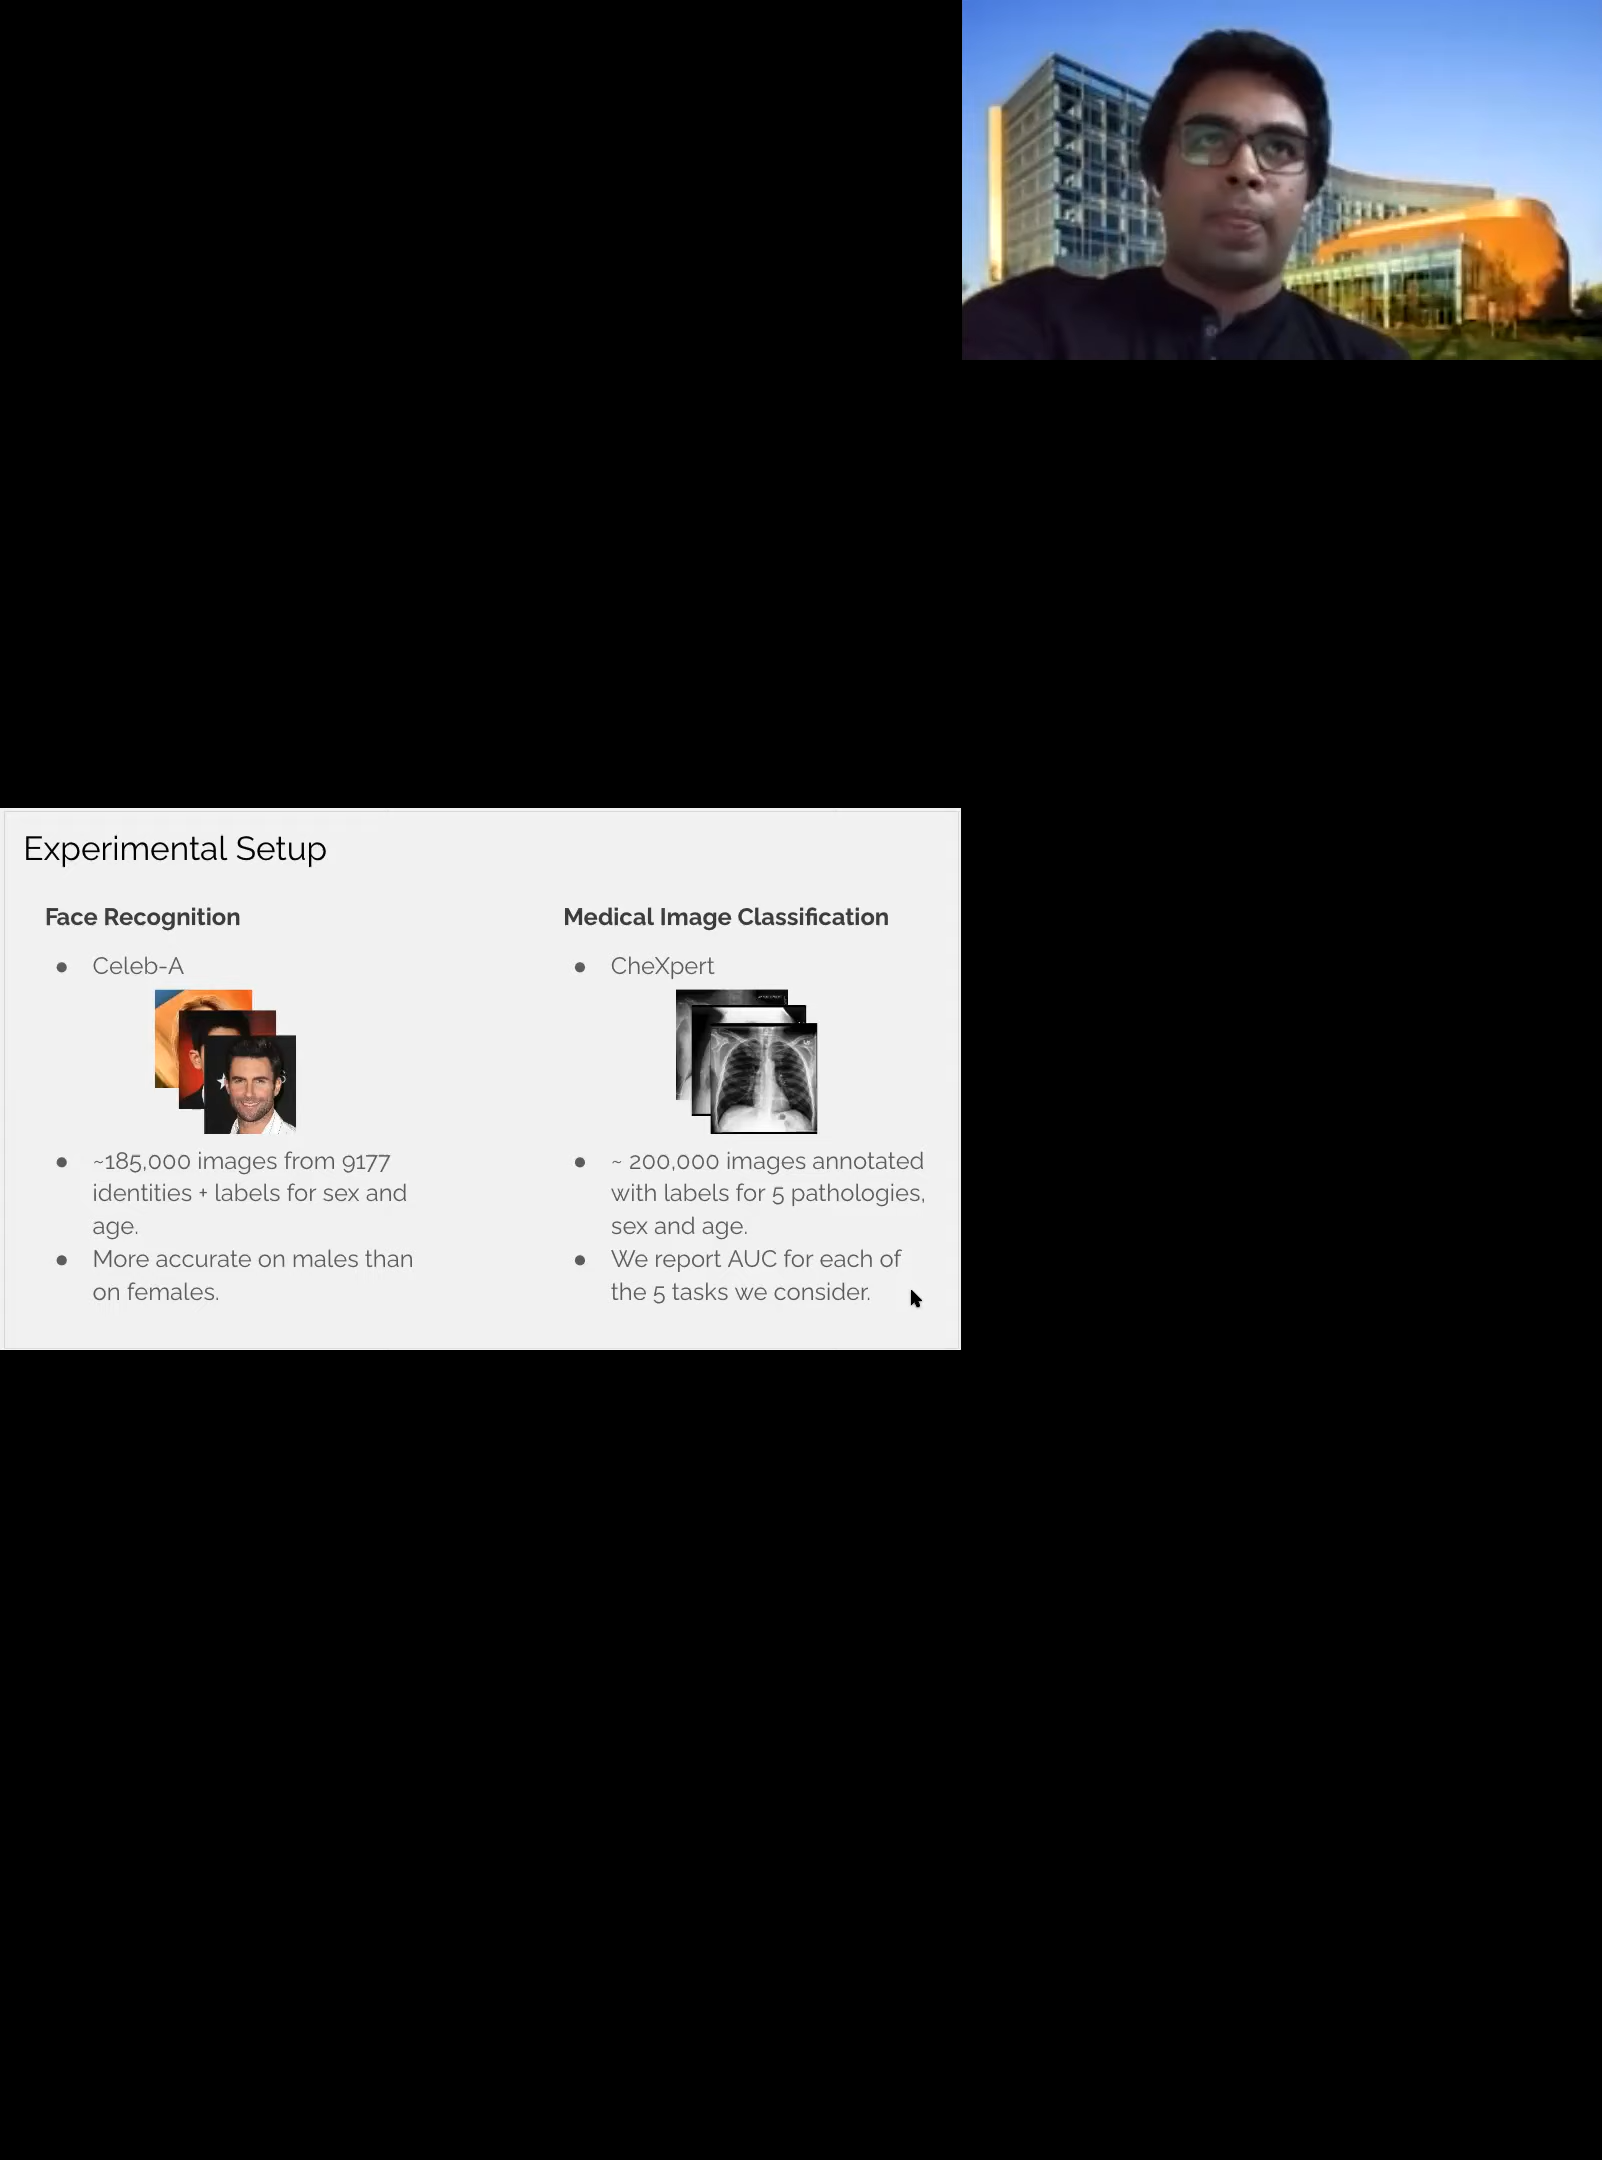 Experimental Setup
Face Recognition
● Celeb-A
● ~185,000 images from 9177
identities + labels for sex and
age.
● More accurate on males than
on females.
Medical Image Classification
● CheXpert
● ~ 200,000 images annotated
with labels for 5 pathologies,
sex and age.
● We report AUC for each of
the 5 tasks we consider.